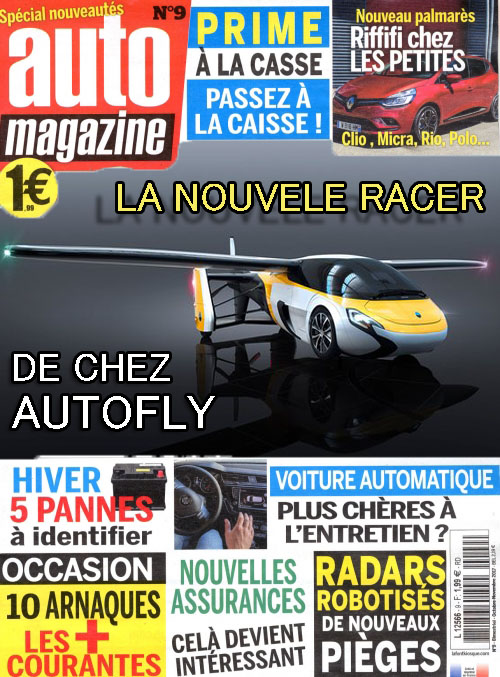 Spécial nouveautés
N°9
auto
magazine
1€
.99
PRIME
À LA CASSE
PASSEZ À
LA CAISSE !
Nouveau palmarès
Riffifi chez
LES PETITES
Clio , Micra, Rio, Polo...
LA NOUVELE RACER
DE CHEZ
AUTOFLY
HIVER
5 PANNES
à identifier
VOITURE AUTOMATIQUE
PLUS CHÈRES À
L'ENTRETIEN ?
OCCASION
10 ARNAQUES
LES +
COURANTES
NOUVELLES
ASSURANCES
CELÀ DEVIENT
INTÉRESSANT
RADARS
ROBOTISÉS
DE NOUVEAUX
PIÈGES
L 12566 - 9 - F: 1,99 € - RD
lafontkiosque.com